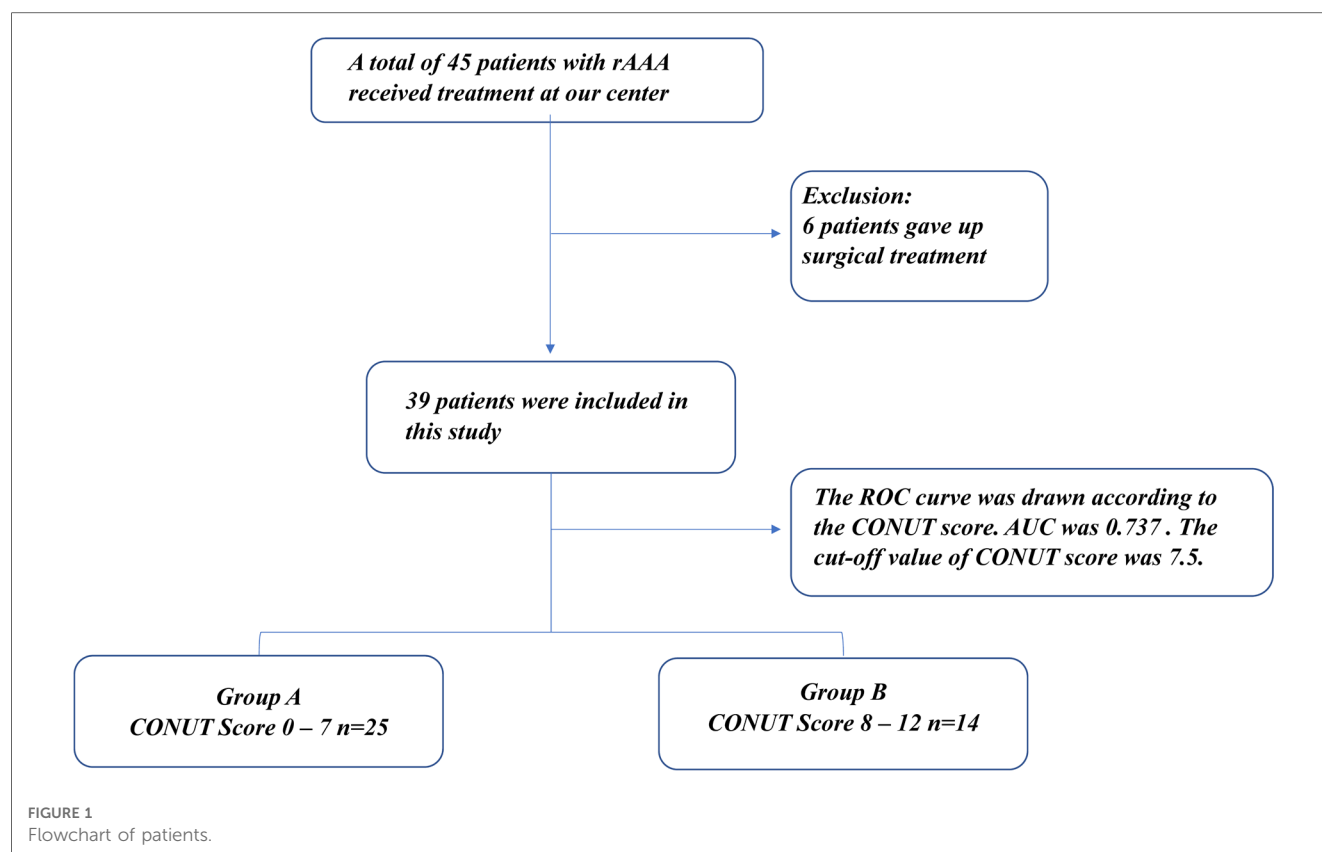 A total of 45 patients with rAAA
received treatment at our center
Exclusion:
6 patients gave up
surgical treatment
39 patients were included in
this study
The ROC curve was drawn according to
the CONUT score. AUC was 0.737 . The
cut-off value of CONUT score was 7.5.
Group A
CONUT Score 0 – 7 n=25
Group B
CONUT Score 8 – 12 n=14
FIGURE 1
Flowchart of patients.